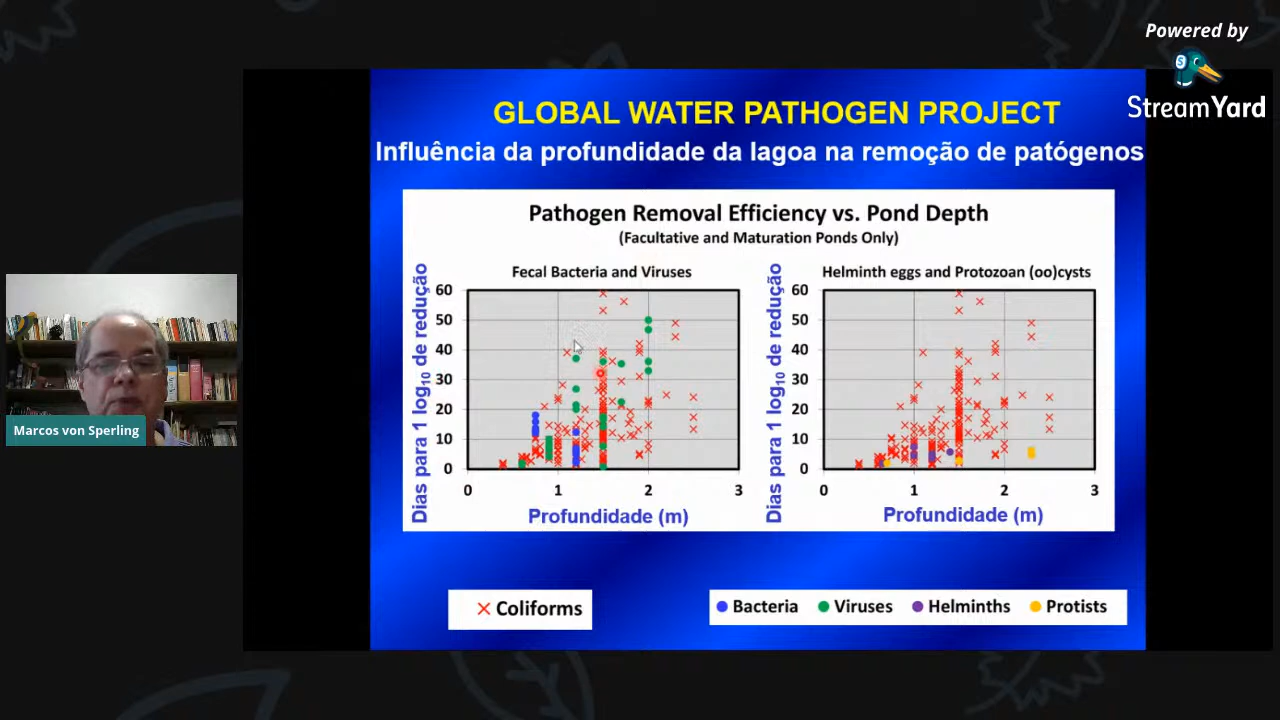 Powered by
StreamYard
GLOBAL WATER PATHOGEN PROJECT
Influência da profundidade da lagoa na remoção de patógenos
Pathogen Removal Efficiency vs. Pond Depth
(Facultative and Maturation Ponds Only)
Fecal Bacteria and Viruses
Dias para 1 log10 de redução
60
50
40
30
20
10
0
0 1 2 3
Profundidade (m)
Helminth eggs and Protozoan (oo)cysts
Dias para 1 log10 de redução
60
50
40
30
20
10
0
0 1 2 3
Profundidade (m)
Marcos von Sperling
Coliforms
Bacteria Viruses Helminths Protists